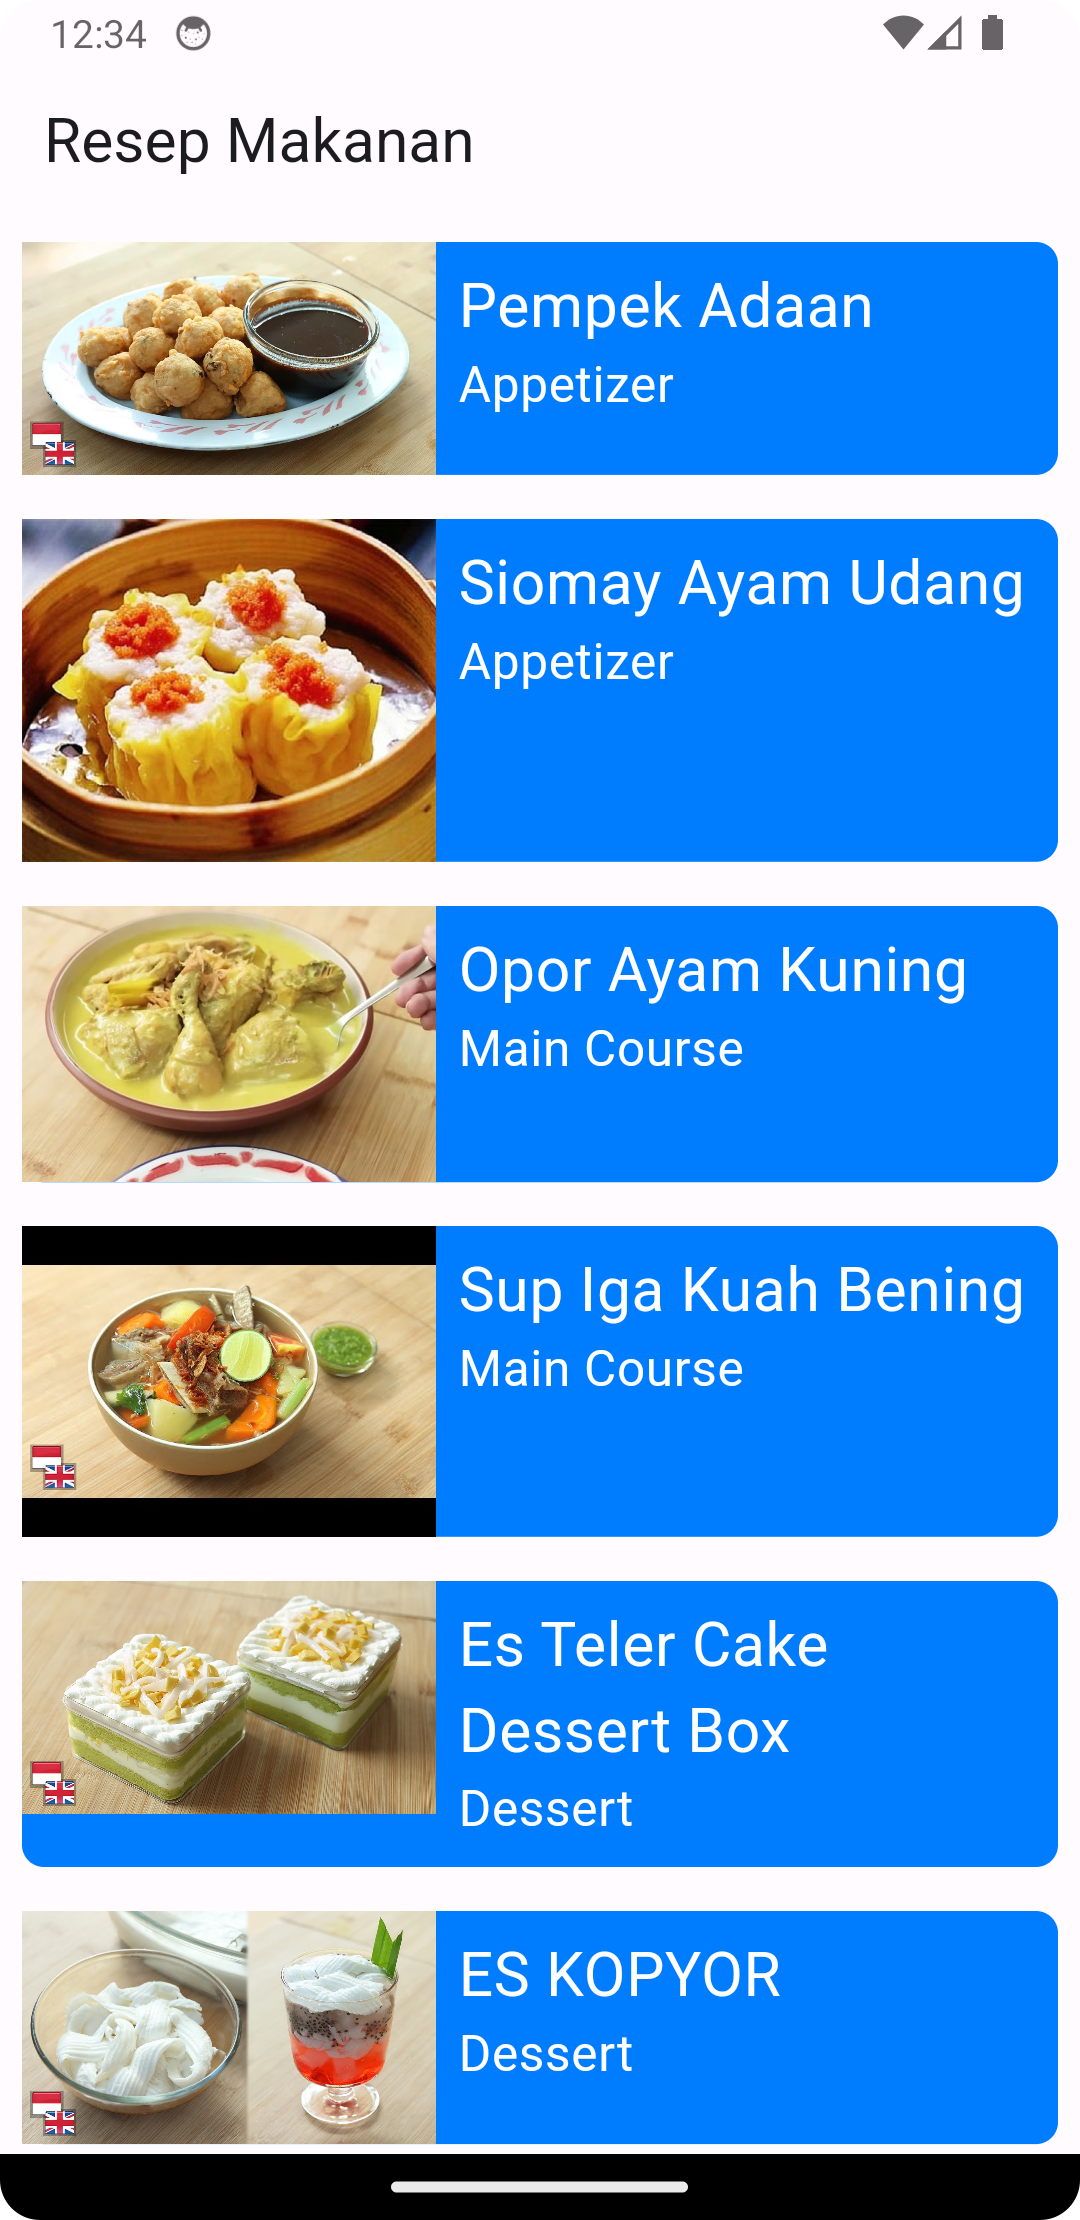 12:34
Resep Makanan
Pempek Adaan
Appetizer
Siomay Ayam Udang
Appetizer
Opor Ayam Kuning
Main Course
Sup Iga Kuah Bening
Main Course
Es Teler Cake
Dessert Box
Dessert
ES KOPYOR
Dessert